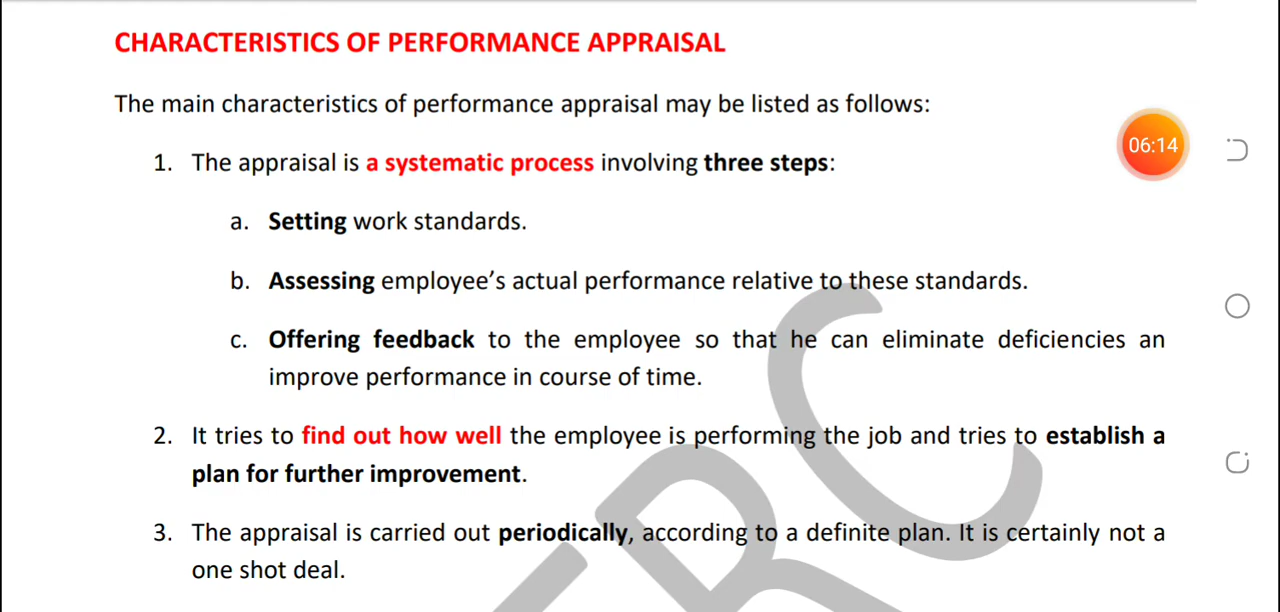 CHARACTERISTICS OF PERFORMANCE APPRAISAL
The main characteristics of performance appraisal may be listed as follows:
06:14
1. The appraisal is a systematic process involving three steps:
a. Setting work standards.
b. Assessing employee's actual performance relative to these standards.
c. Offering feedback to the employee so that he can eliminate deficiencies an
improve performance in course of time.
2. It tries to find out how well the employee is performing the job and tries to establish a
plan for further improvement.
3. The appraisal is carried out periodically, according to a definite plan. It is certainly not a
one shot deal.